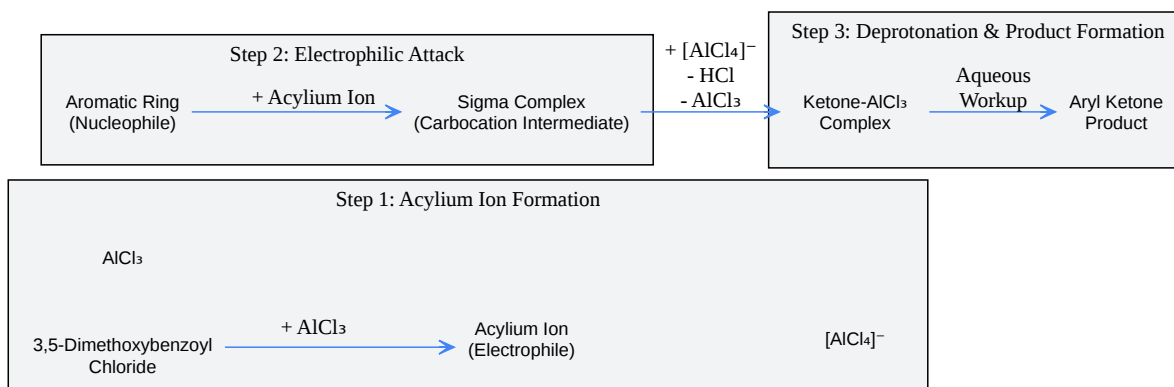 Step 2: Electrophilic Attack
Aromatic Ring
(Nucleophile)
+ Acylium Ion
Sigma Complex
(Carbocation Intermediate)
+ [AlCl₄]⁻
- HCl
- AlCl₃
Step 3: Deprotonation & Product Formation
Ketone-AlCl₃
Complex
Aqueous
Workup
Aryl Ketone
Product
Step 1: Acylium Ion Formation
AlCl₃
3,5-Dimethoxybenzoyl
Chloride
+ AlCl₃
Acylium Ion
(Electrophile)
[AlCl₄]⁻